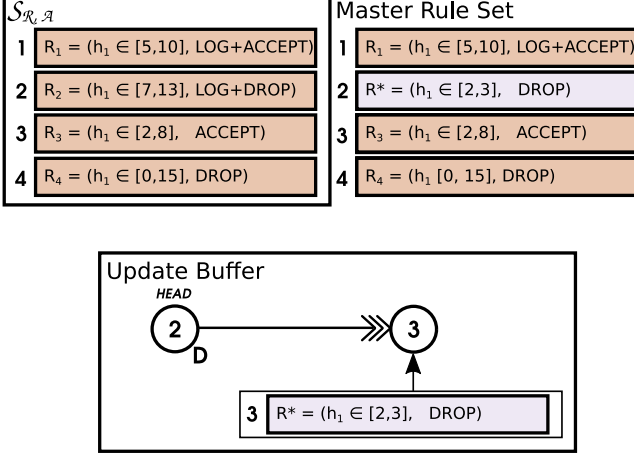 𝒮ℛ, 𝒜
1 R₁ = (h₁ ∈ [5,10], LOG+ACCEPT)
2 R₂ = (h₁ ∈ [7,13], LOG+DROP)
3 R₃ = (h₁ ∈ [2,8], ACCEPT)
4 R₄ = (h₁ ∈ [0,15], DROP)
Master Rule Set
1 R₁ = (h₁ ∈ [5,10], LOG+ACCEPT)
2 R* = (h₁ ∈ [2,3], DROP)
3 R₃ = (h₁ ∈ [2,8], ACCEPT)
4 R₄ = (h₁ [0, 15], DROP)
Update Buffer
HEAD
2 3
D
3 R* = (h₁ ∈ [2,3], DROP)